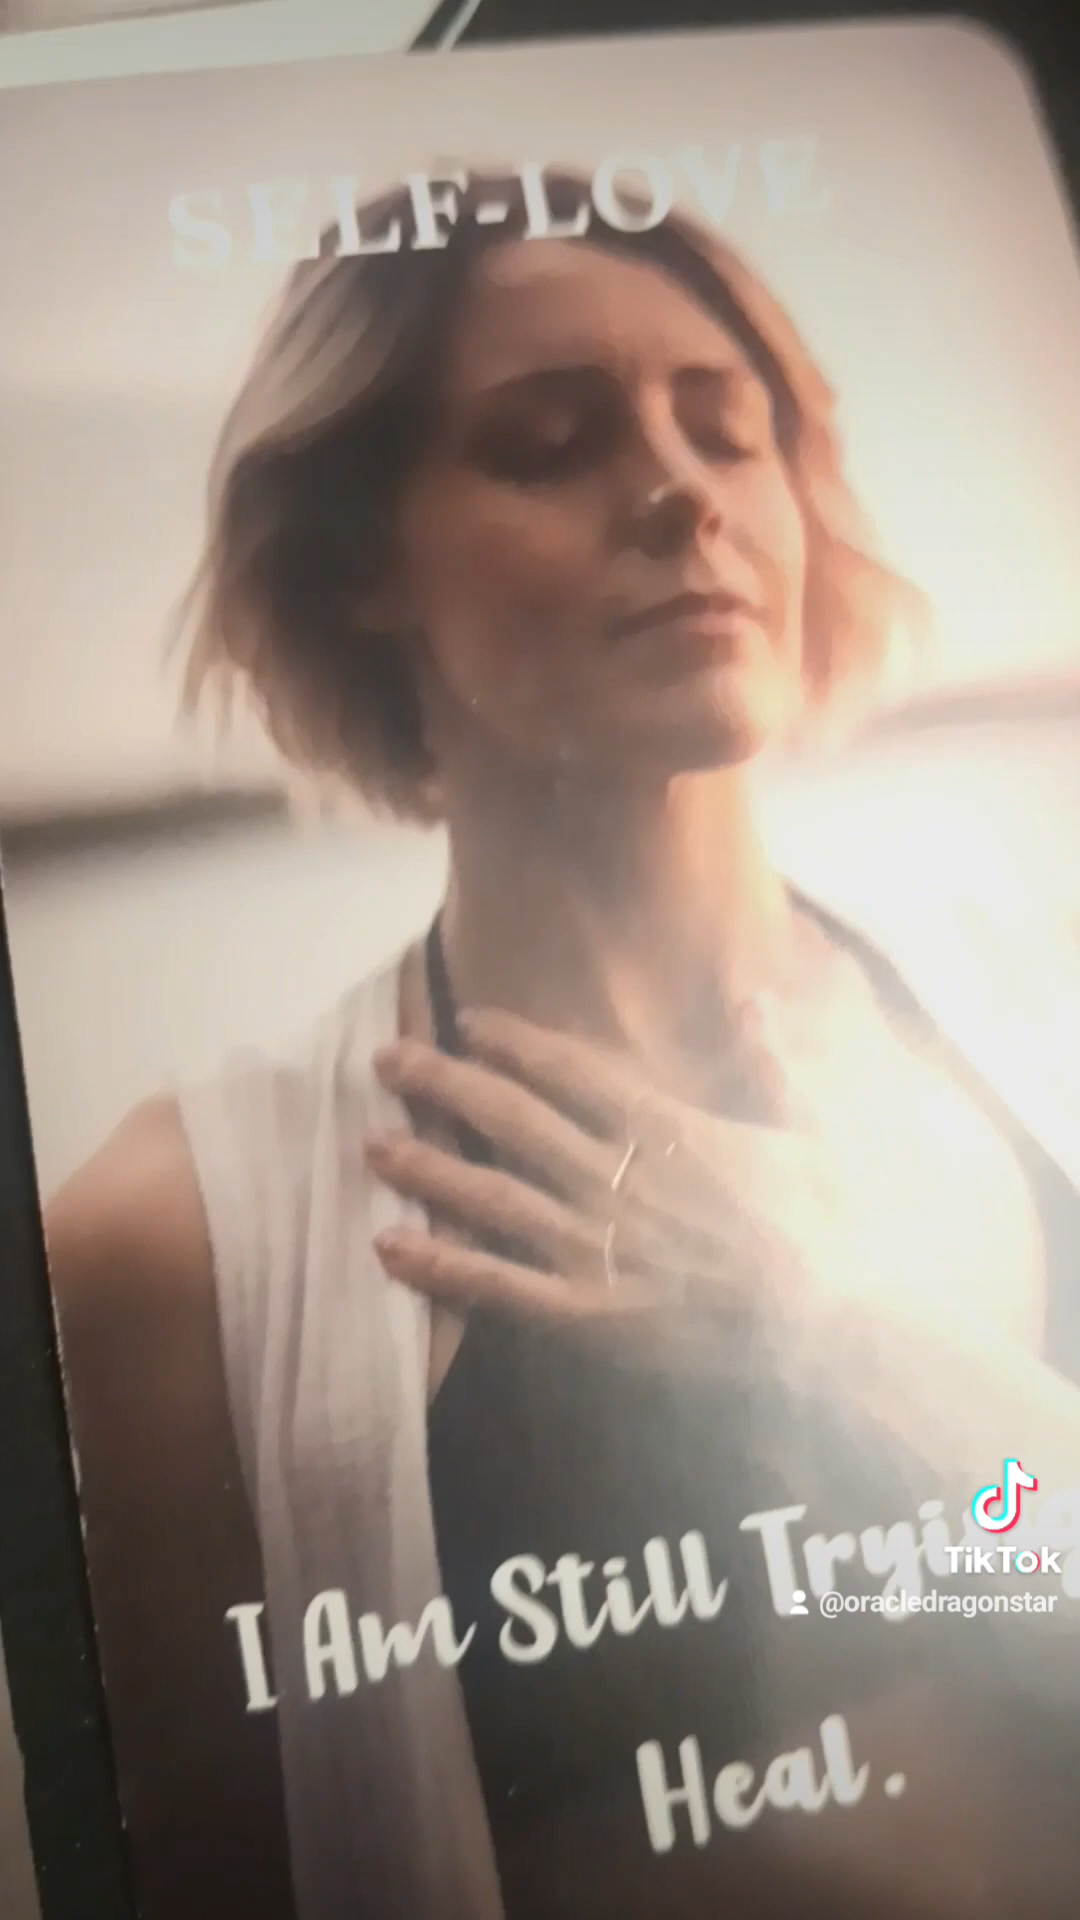 SELF-LOVE
I Am Still Trying
Heal.
TikTok
@oracledragonstar